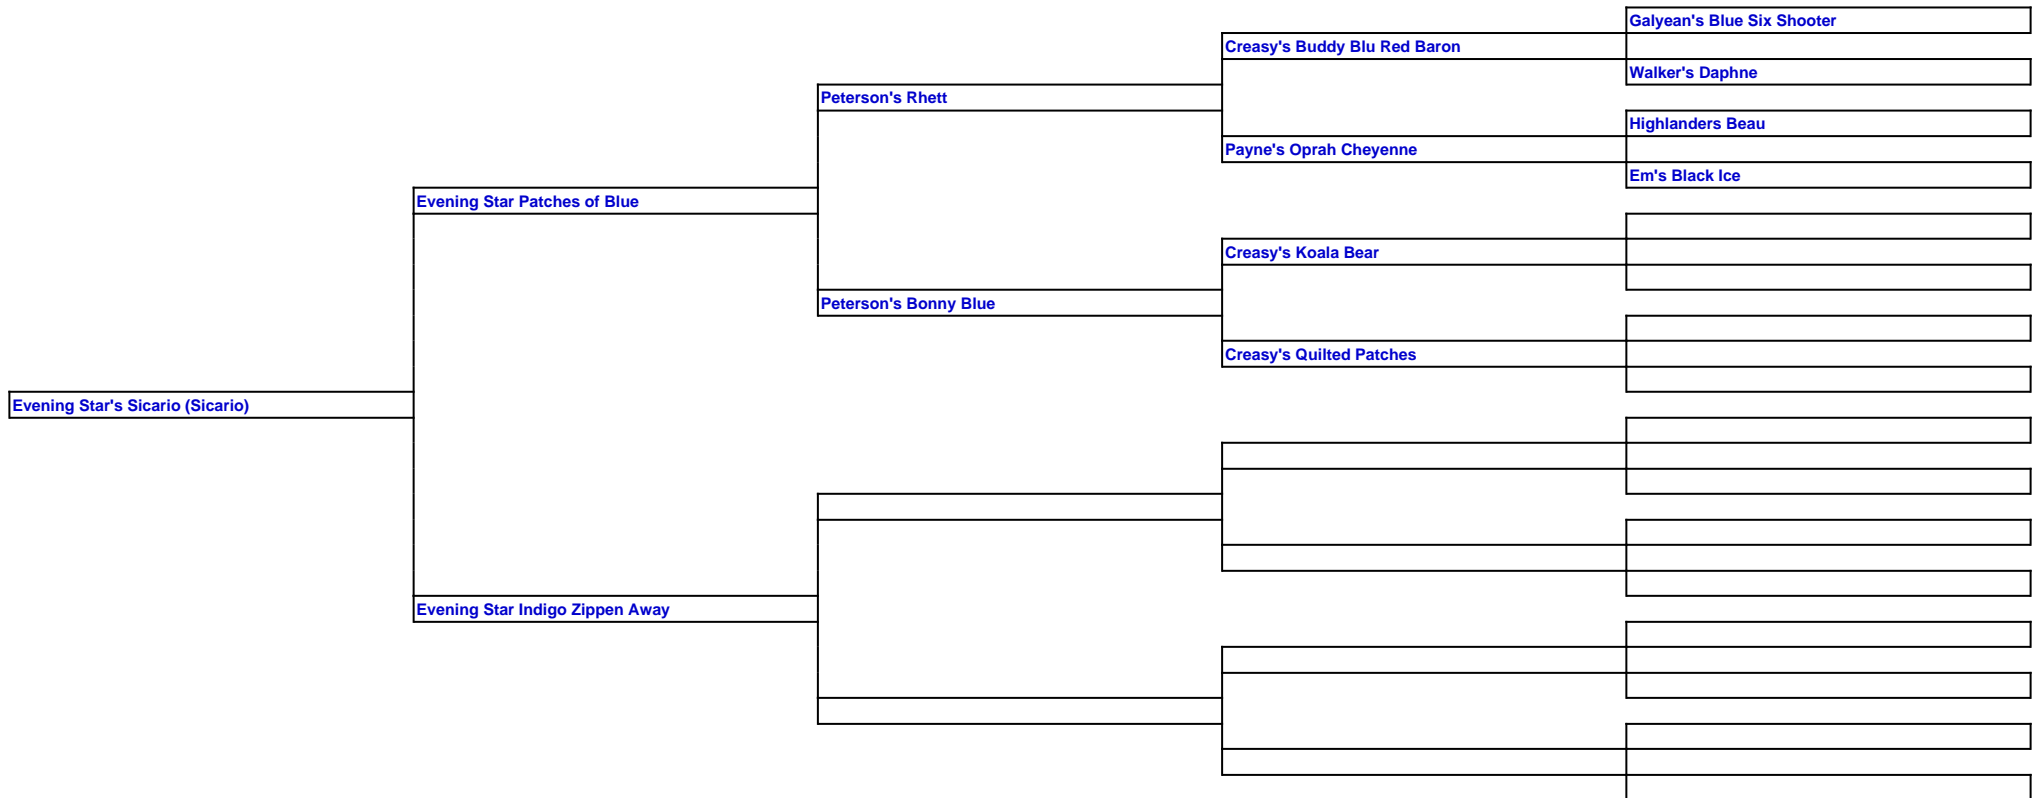 Galyean's Blue Six Shooter
Creasy's Buddy Blu Red Baron
Walker's Daphne
Peterson's Rhett
Highlanders Beau
Payne's Oprah Cheyenne
Em's Black Ice
Evening Star Patches of Blue
Creasy's Koala Bear
Peterson's Bonny Blue
Creasy's Quilted Patches
Evening Star's Sicario (Sicario)
Evening Star Indigo Zippen Away